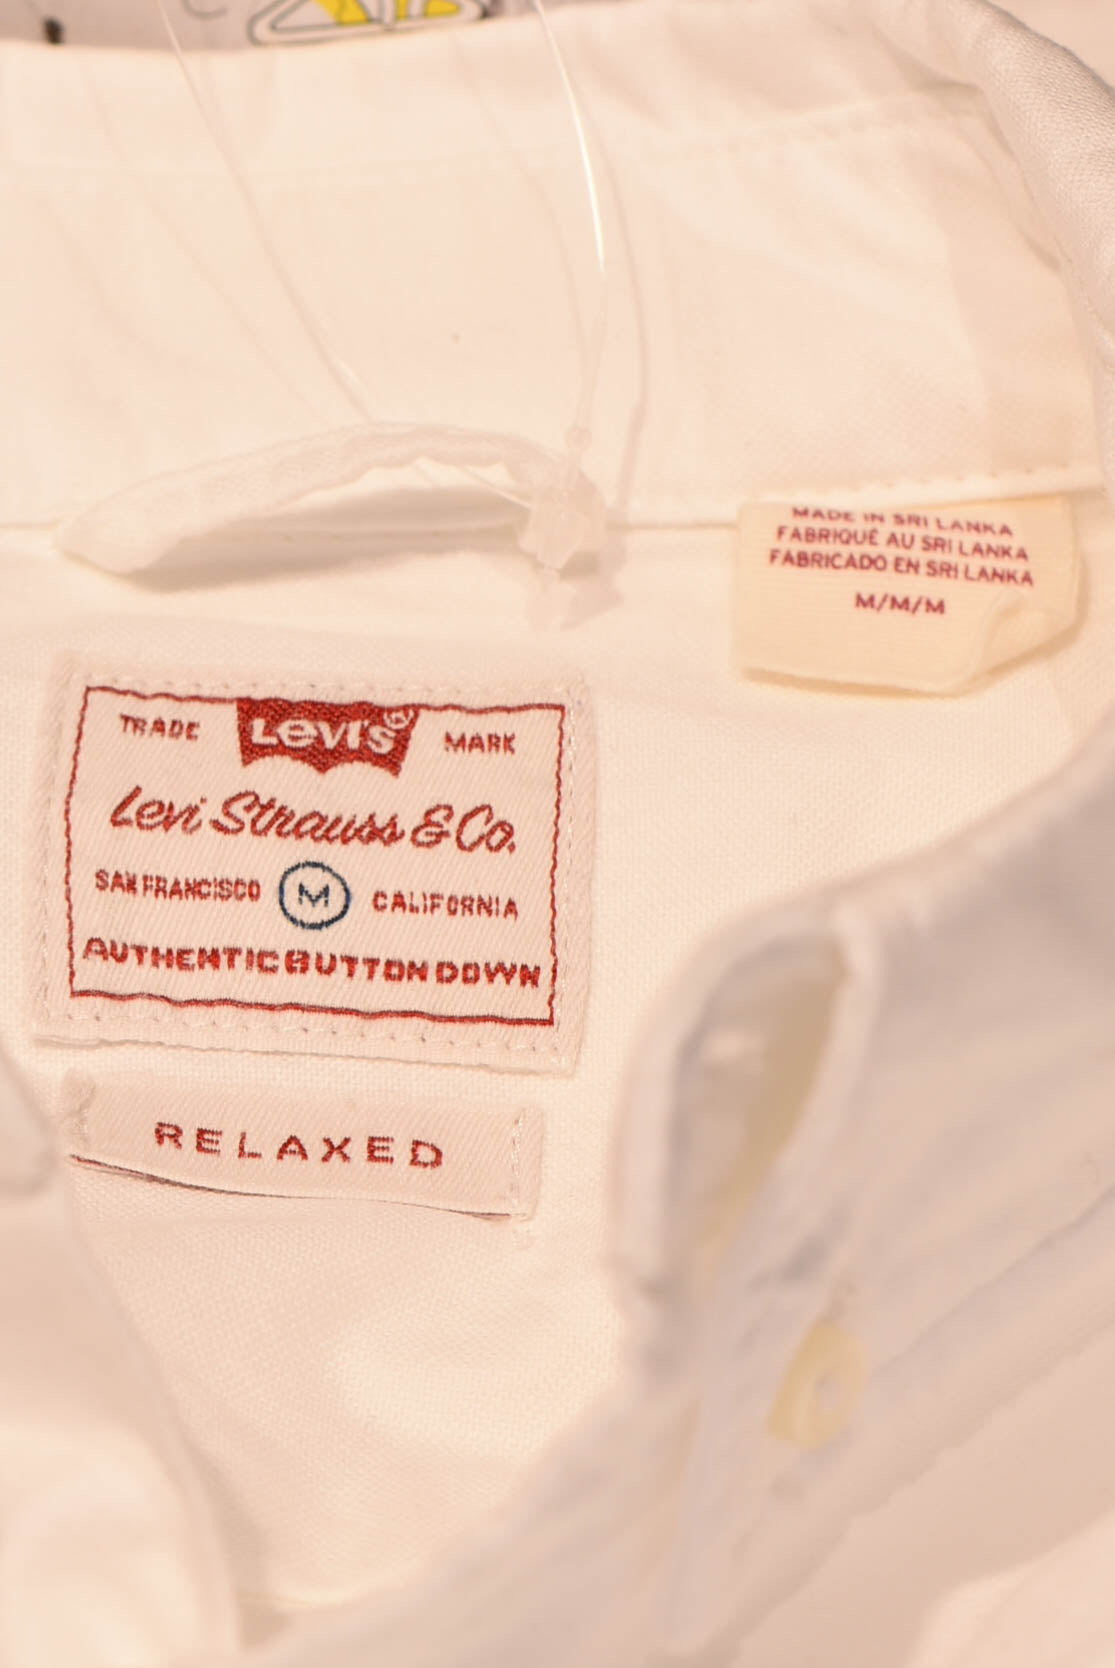 MADE IN SRI LANKA
FABRIQUÉ AU SRI LANKA
FABRICADO EN SRI LANKA
M/M/M
TRADE LEVI'S® MARK
Levi Strauss & Co.
SAN FRANCISCO M CALIFORNIA
AUTHENTIC BUTTON DOWN
RELAXED